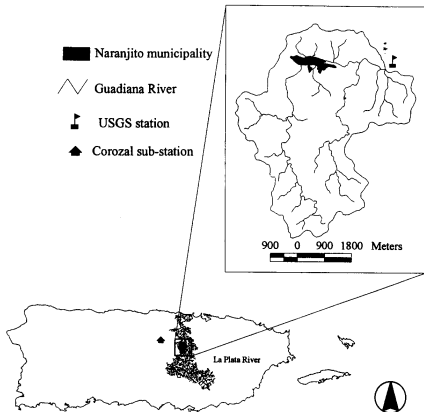 Naranjito municipality
Guadiana River
USGS station
Corozal sub-station
900 0 900 1800 Meters
La Plata River